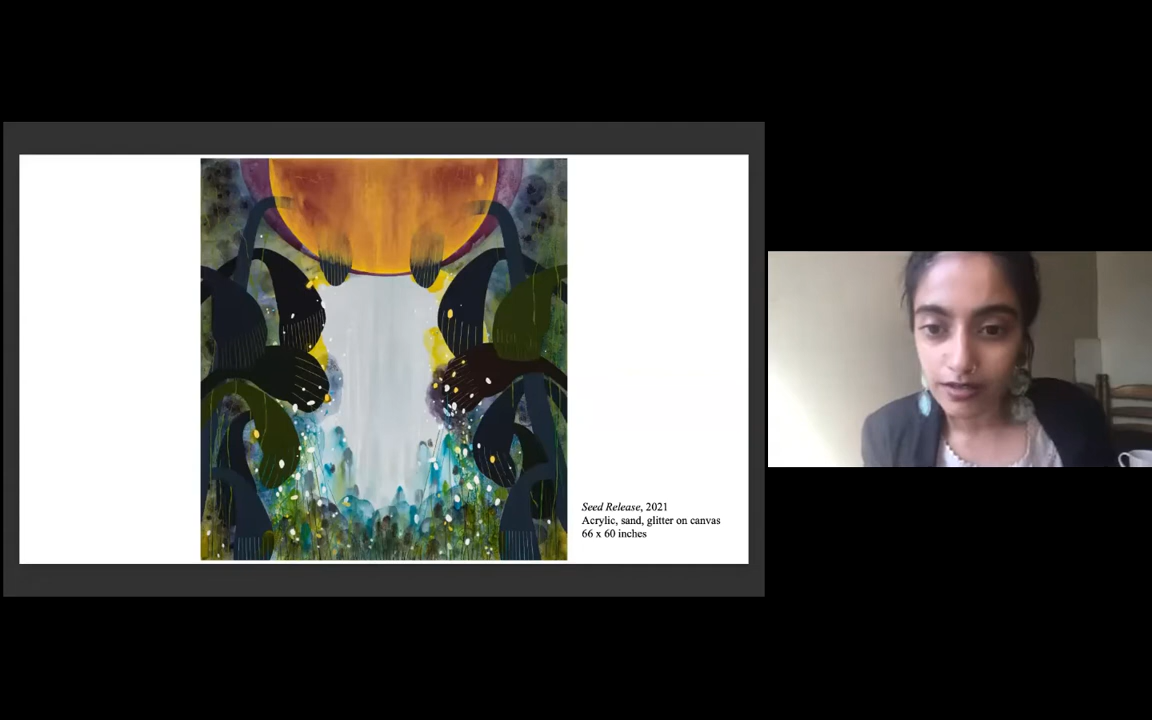 Seed Release, 2021
Acrylic, sand, glitter on canvas
66 x 60 inches